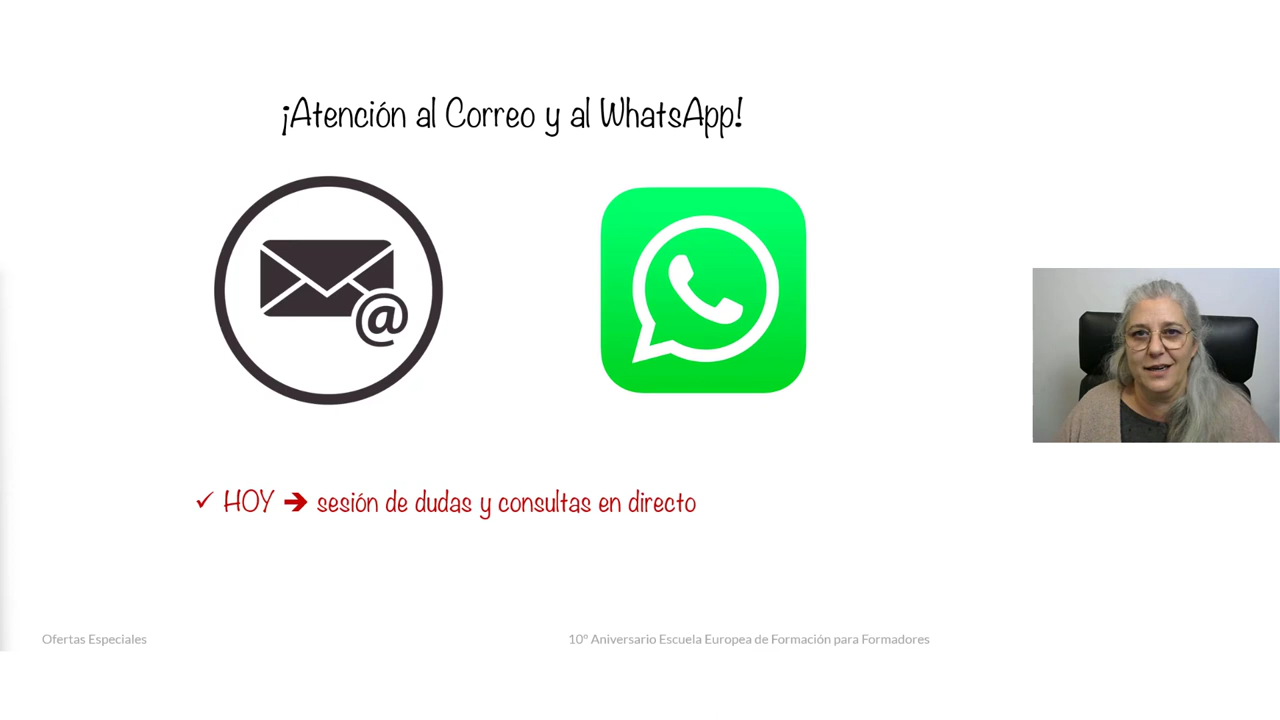 ¡Atención al Correo y al WhatsApp!
@
✓ HOY ➔ sesión de dudas y consultas en directo
Ofertas Especiales
10º Aniversario Escuela Europea de Formación para Formadores